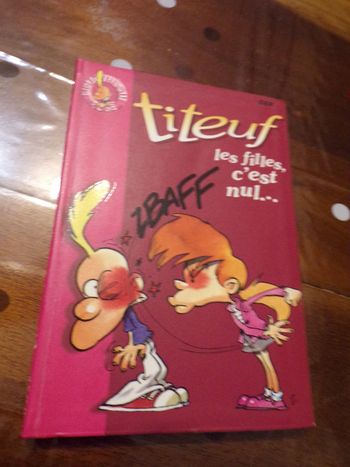 titeuf
les filles,
c'est
nul...
ZBAFF